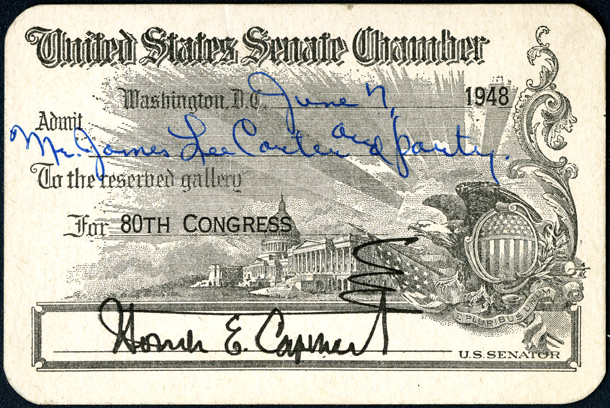 United States Senate Chamber
Washington, D.C. June 7, 1948
Admit
Mr. James Lee Carter and party.
To the reserved gallery
For 80TH CONGRESS
E PLURIBUS
Homer E. Capehart
U.S. SENATOR